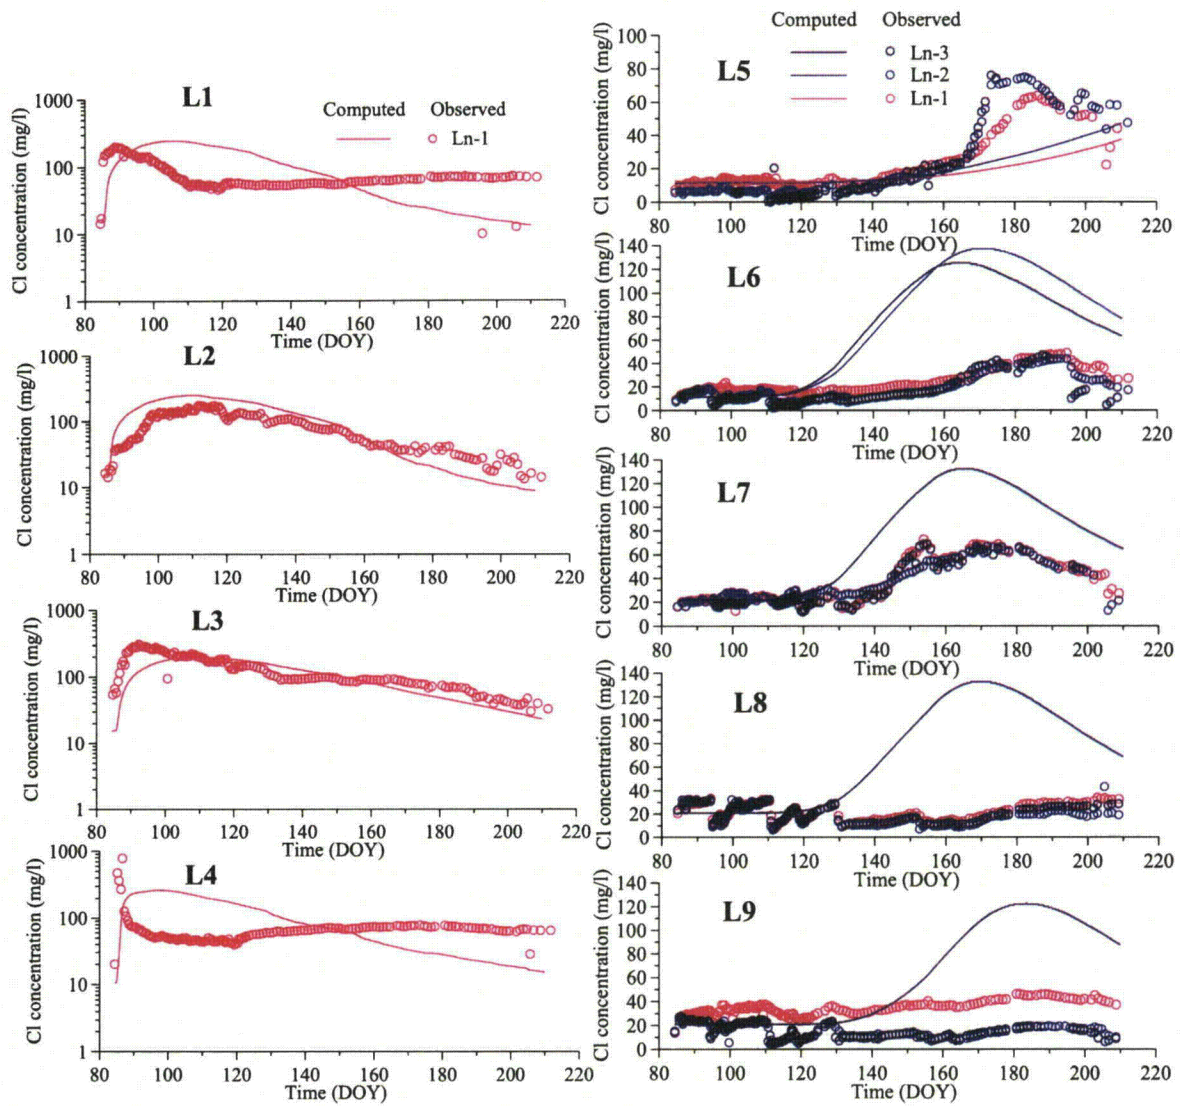 L1
Cl concentration (mg/l)
1000
100
10
1
Computed Observed
Ln-1
80 100 120 140 160 180 200 220
Time (DOY)
L2
Cl concentration (mg/l)
1000
100
10
1
80 100 120 140 160 180 200 220
Time (DOY)
L3
Cl concentration (mg/l)
1000
100
10
1
80 100 120 140 160 180 200 220
Time (DOY)
L4
Cl concentration (mg/l)
1000
100
10
1
80 100 120 140 160 180 200 220
Time (DOY)
Computed Observed
Ln-3
Ln-2
Ln-1
L5
Cl concentration (mg/l)
100
80
60
40
20
0
80 100 120 140 160 180 200 220
Time (DOY)
L6
Cl concentration (mg/l)
140
120
100
80
60
40
20
0
80 100 120 140 160 180 200 220
Time (DOY)
L7
Cl concentration (mg/l)
140
120
100
80
60
40
20
0
80 100 120 140 160 180 200 220
Time (DOY)
L8
Cl concentration (mg/l)
140
120
100
80
60
40
20
0
80 100 120 140 160 180 200 220
Time (DOY)
L9
Cl concentration (mg/l)
140
120
100
80
60
40
20
0
80 100 120 140 160 180 200 220
Time (DOY)